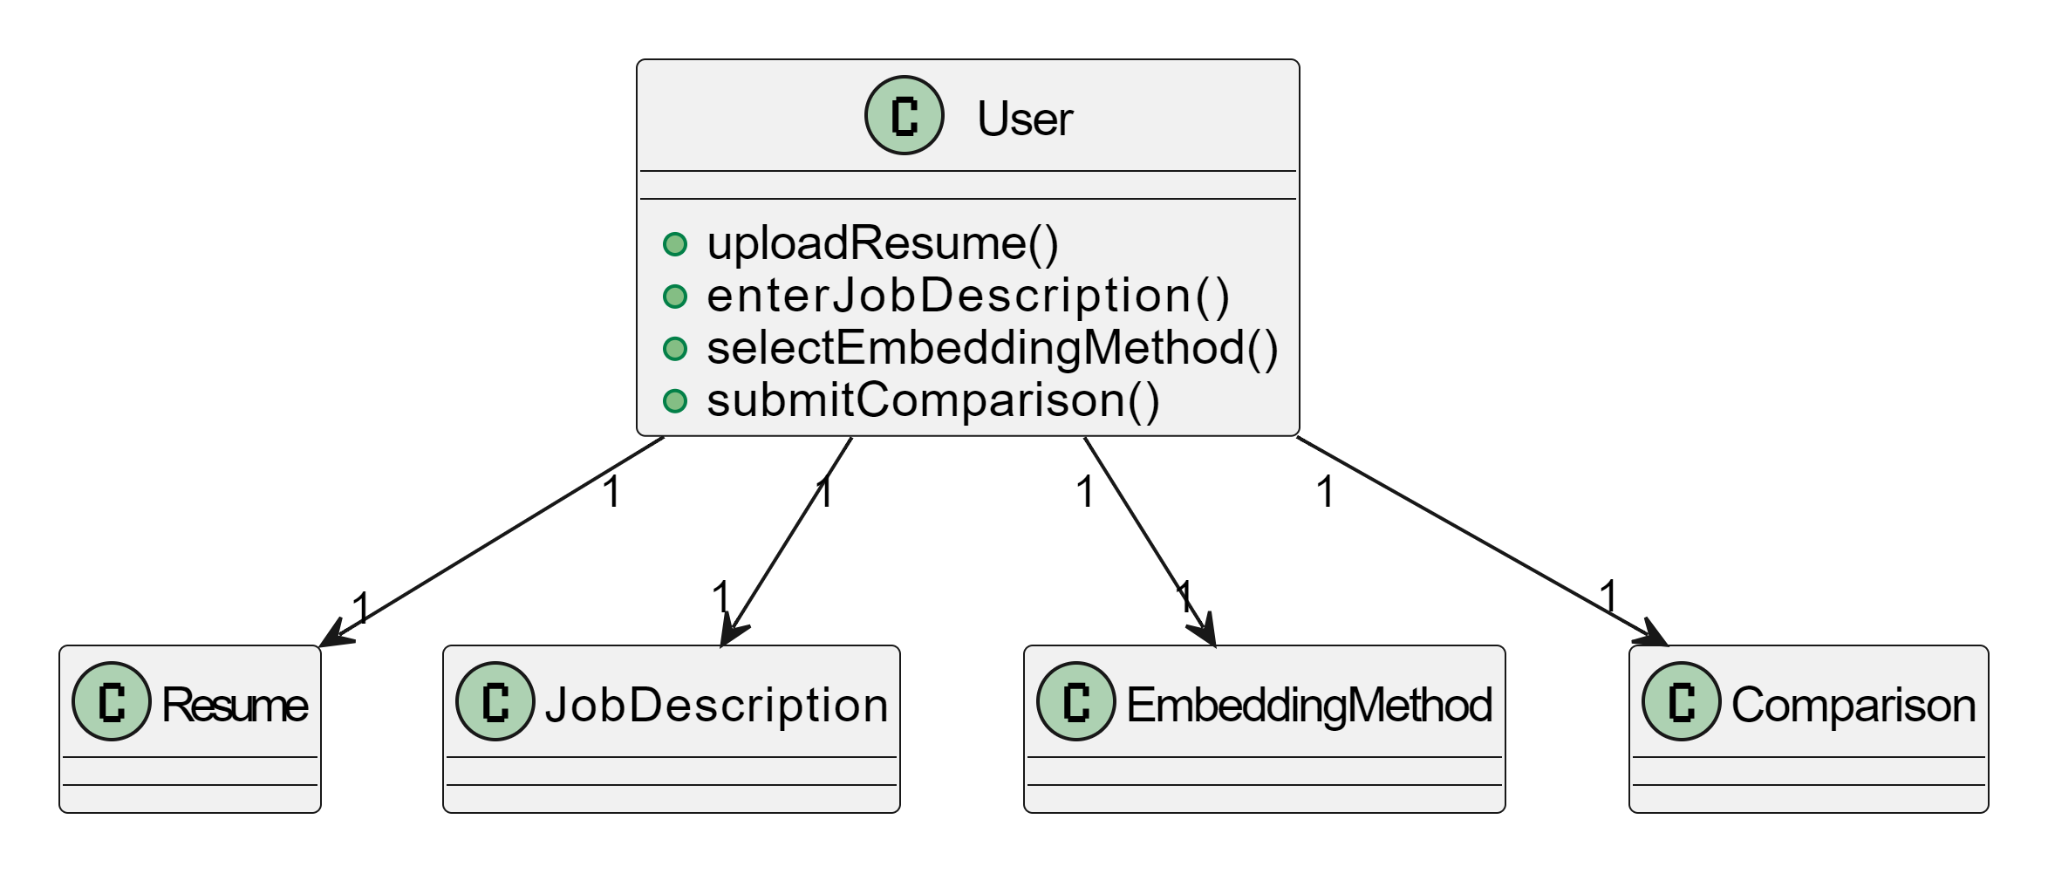 C User
uploadResume()
enterJobDescription()
selectEmbeddingMethod()
submitComparison()
1 1 1 1
1 1 1 1
C Resume
C JobDescription
C EmbeddingMethod
C Comparison